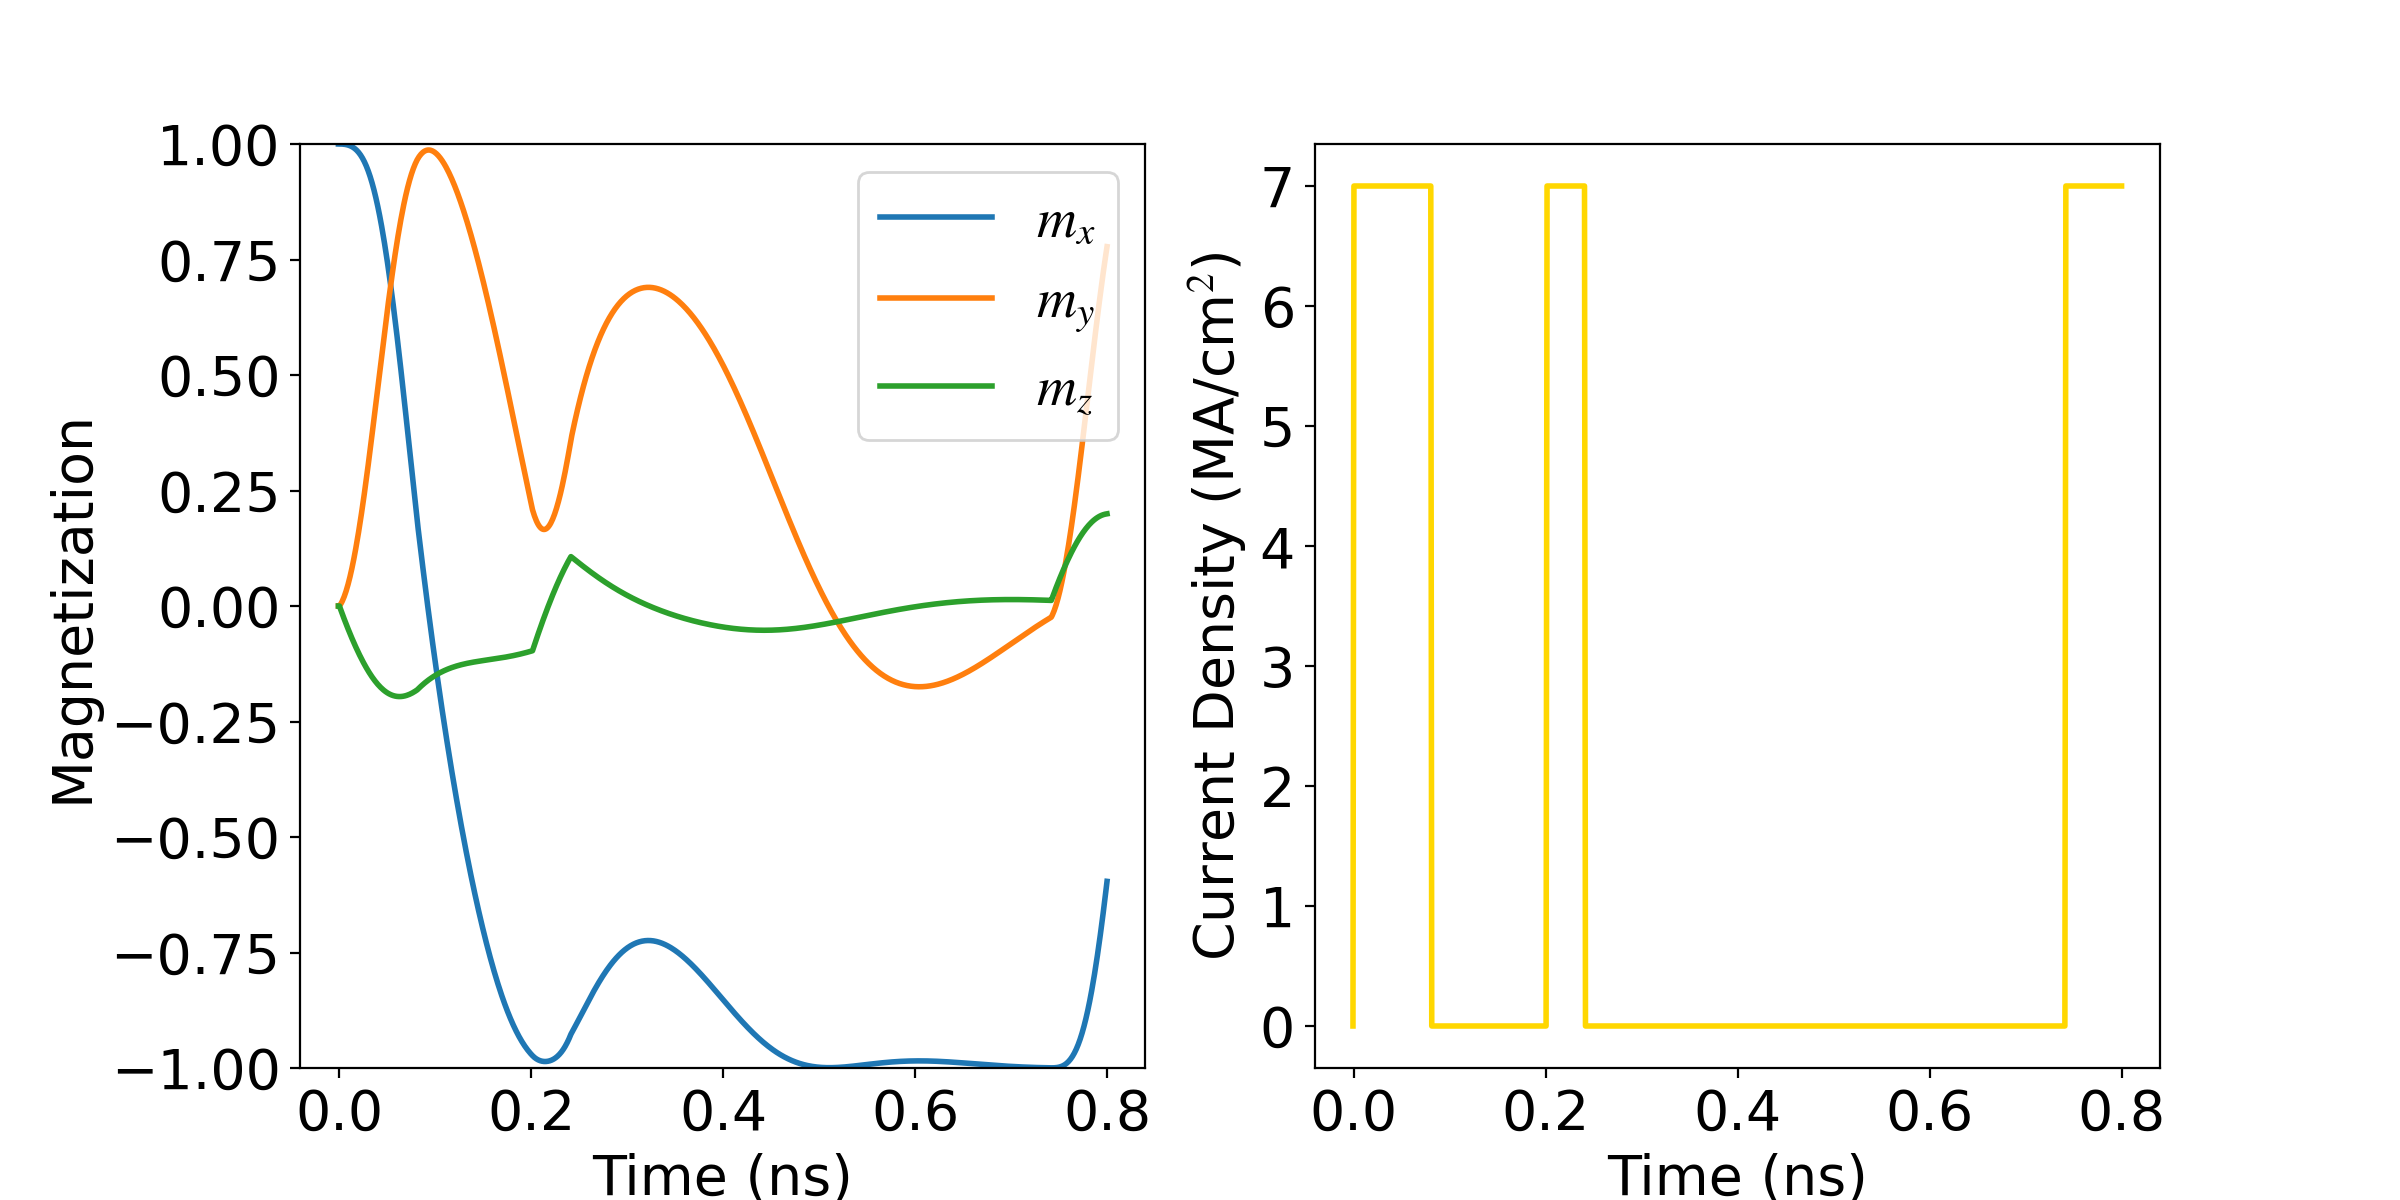 1.00
0.75
0.50
0.25
0.00
−0.25
−0.50
−0.75
−1.00
Magnetization
0.0 0.2 0.4 0.6 0.8
Time (ns)
mₓ
m_y
m_z
7
6
5
4
3
2
1
0
Current Density (MA/cm²)
0.0 0.2 0.4 0.6 0.8
Time (ns)